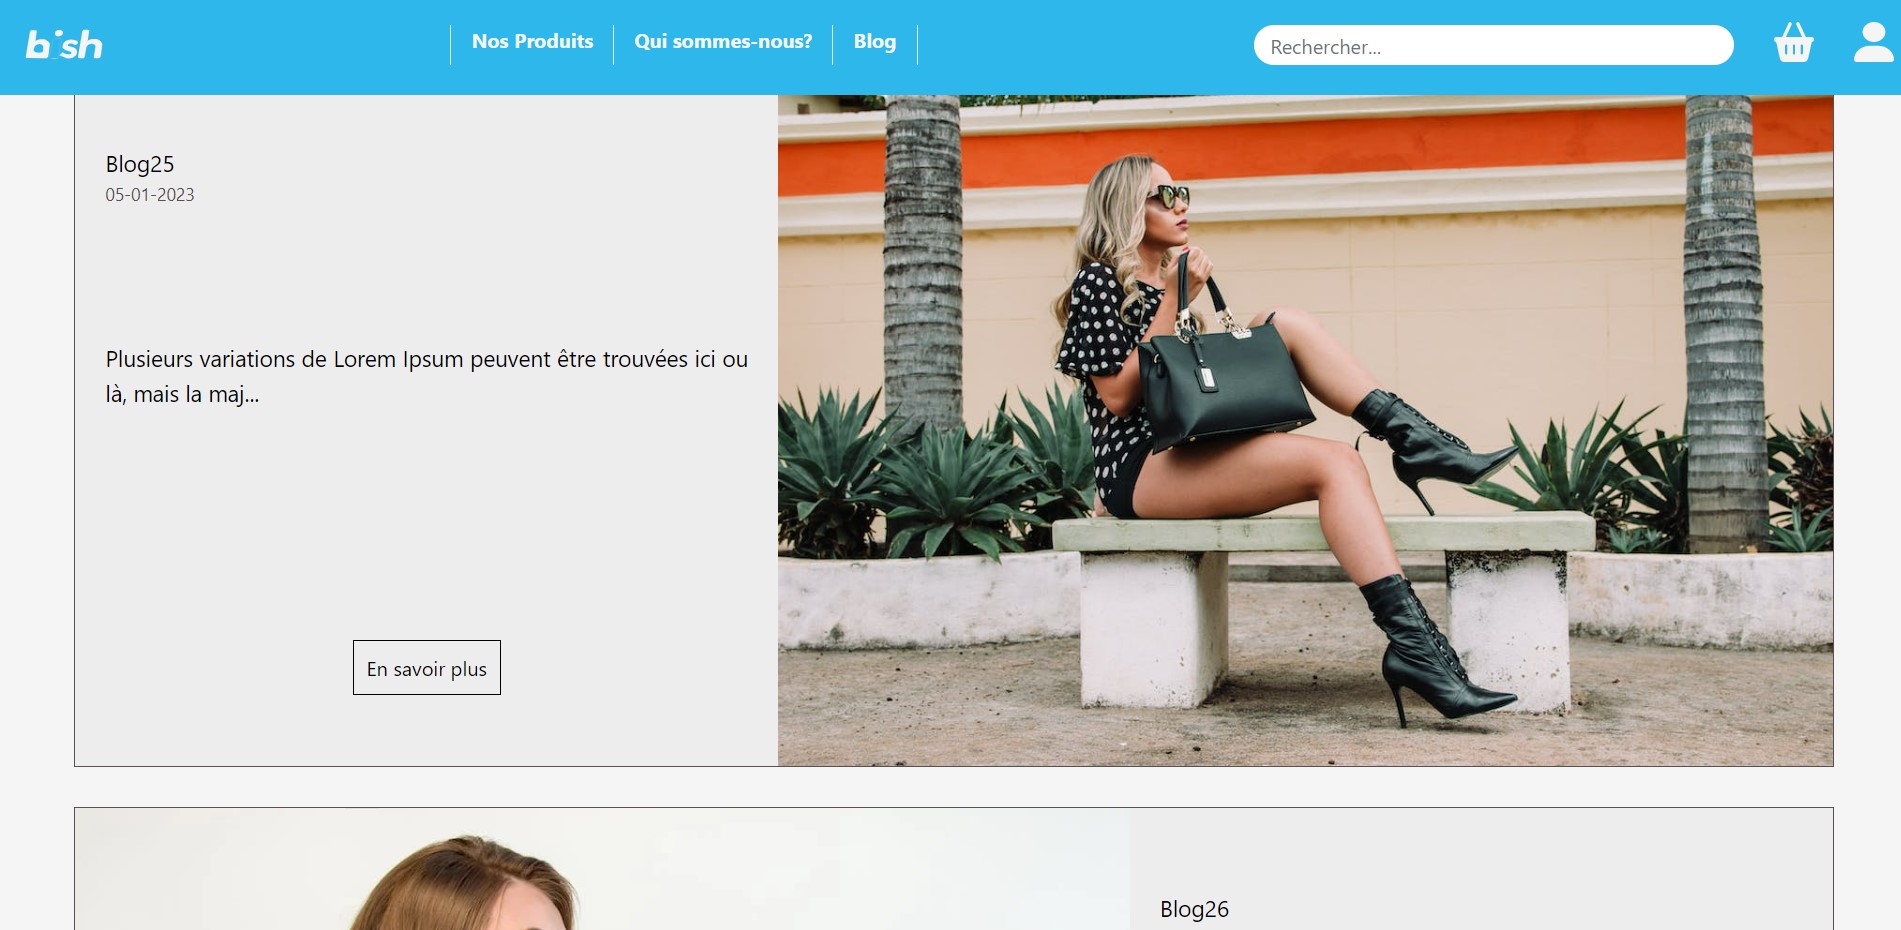 bish
Nos Produits
Qui sommes-nous?
Blog
Rechercher...
Blog25
05-01-2023
Plusieurs variations de Lorem Ipsum peuvent être trouvées ici ou
là, mais la maj...
En savoir plus
Blog26